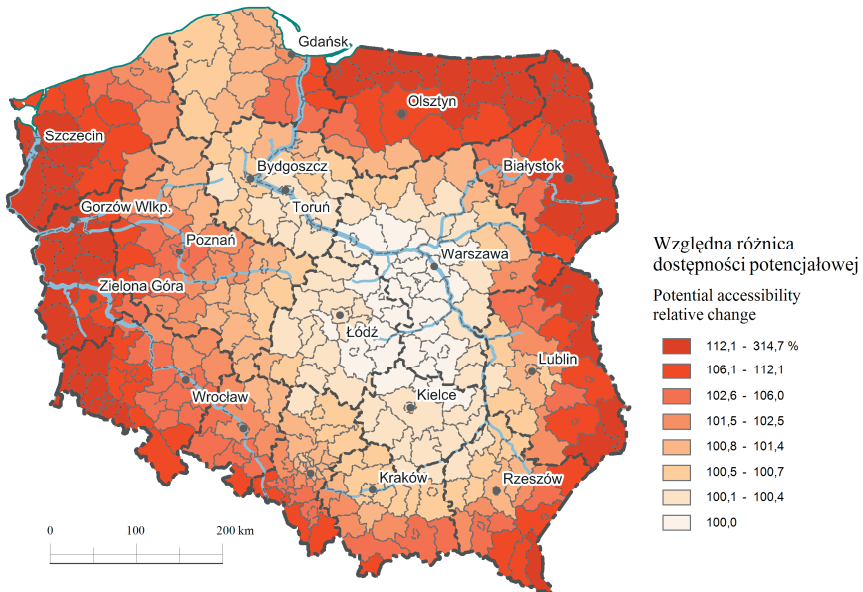 Gdańsk
Olsztyn
Szczecin
Białystok
Bydgoszcz
Toruń
Gorzów Wlkp.
Poznań
Warszawa
Zielona Góra
Łódź
Lublin
Wrocław
Kielce
Kraków
Rzeszów
0 100 200 km
Względna różnica
dostępności potencjałowej
Potential accessibility
relative change
112,1 - 314,7 %
106,1 - 112,1
102,6 - 106,0
101,5 - 102,5
100,8 - 101,4
100,5 - 100,7
100,1 - 100,4
100,0